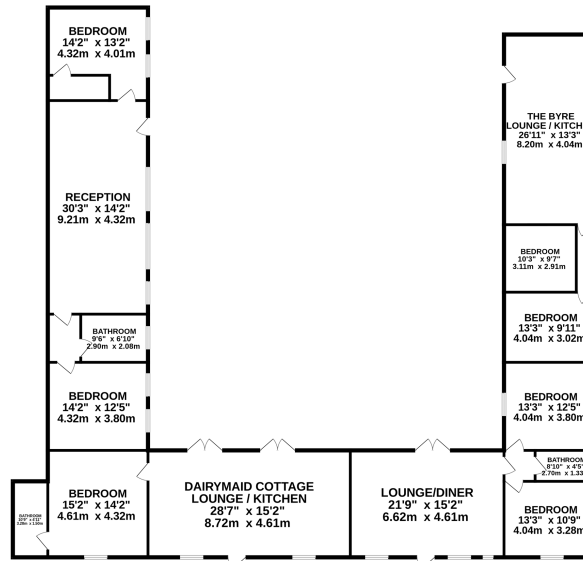 BEDROOM
14'2" x 13'2"
4.32m x 4.01m
RECEPTION
30'3" x 14'2"
9.21m x 4.32m
BATHROOM
9'6" x 6'10"
2.90m x 2.08m
BEDROOM
14'2" x 12'5"
4.32m x 3.80m
BEDROOM
15'2" x 14'2"
4.61m x 4.32m
BATHROOM
DAIRYMAID COTTAGE
LOUNGE / KITCHEN
28'7" x 15'2"
8.72m x 4.61m
LOUNGE/DINER
21'9" x 15'2"
6.62m x 4.61m
THE BYRE
LOUNGE / KITCH
26'11" x 13'3"
8.20m x 4.04m
BEDROOM
10'3" x 9'7"
3.11m x 2.91m
BEDROOM
13'3" x 9'11"
4.04m x 3.02m
BEDROOM
13'3" x 12'5"
4.04m x 3.80m
BATHROOM
8'10" x 4'5"
2.70m x 1.33
BEDROOM
13'3" x 10'9"
4.04m x 3.28m